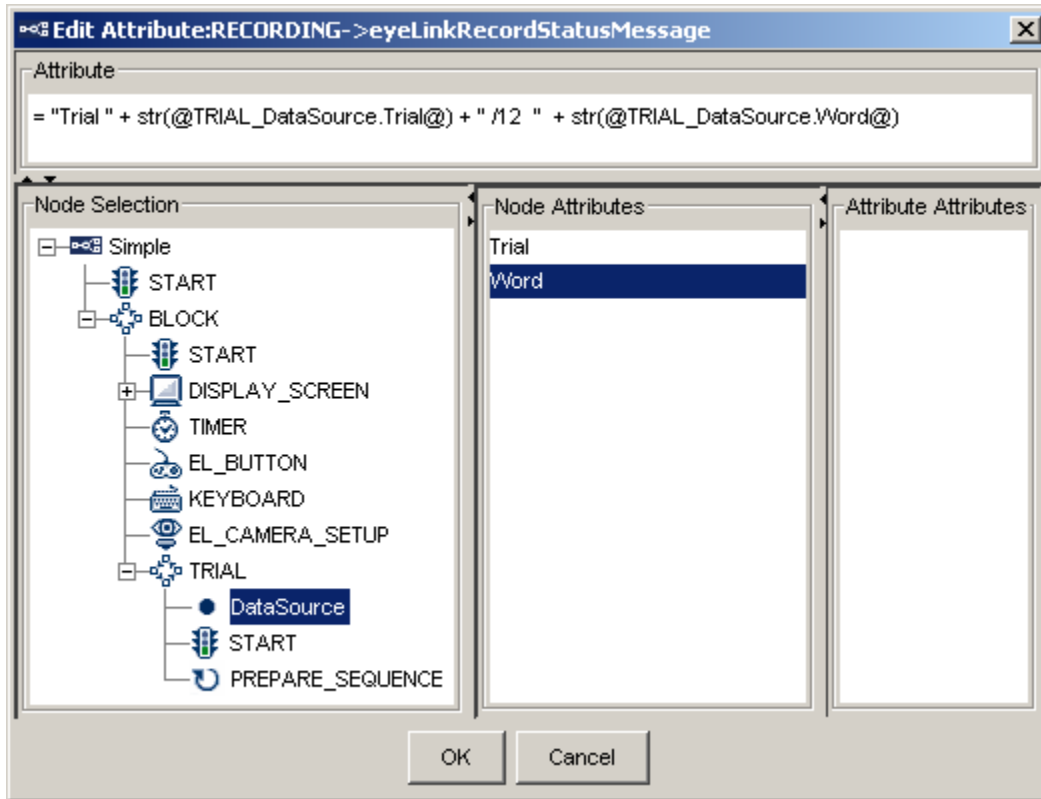 Edit Attribute:RECORDING->eyeLinkRecordStatusMessage
Attribute
= "Trial " + str(@TRIAL_DataSource.Trial@) + " /12  "  + str(@TRIAL_DataSource.Word@)
Node Selection
Simple
START
BLOCK
START
DISPLAY_SCREEN
TIMER
EL_BUTTON
KEYBOARD
EL_CAMERA_SETUP
TRIAL
DataSource
START
PREPARE_SEQUENCE
Node Attributes
Trial
Word
Attribute Attributes
OK
Cancel